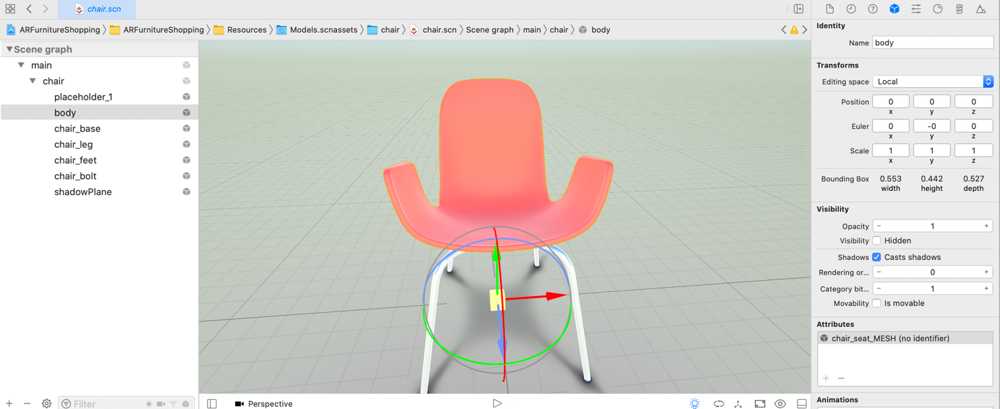 chair.scn
ARFurnitureShopping ARFurnitureShopping Resources Models.scnassets chair chair.scn Scene graph main chair body
Scene graph
main
chair
placeholder_1
body
chair_base
chair_leg
chair_feet
chair_bolt
shadowPlane
Filter
Perspective
Identity
Name body
Transforms
Editing space Local
Position 0 0 0
x y z
Euler 0 -0 0
x y z
Scale 1 1 1
x y z
Bounding Box 0.553 0.442 0.527
width height depth
Visibility
Opacity − 1 +
Visibility Hidden
Shadows Casts shadows
Rendering or... − 0 +
Category bit... − 1 +
Movability Is movable
Attributes
chair_seat_MESH (no identifier)
Animations